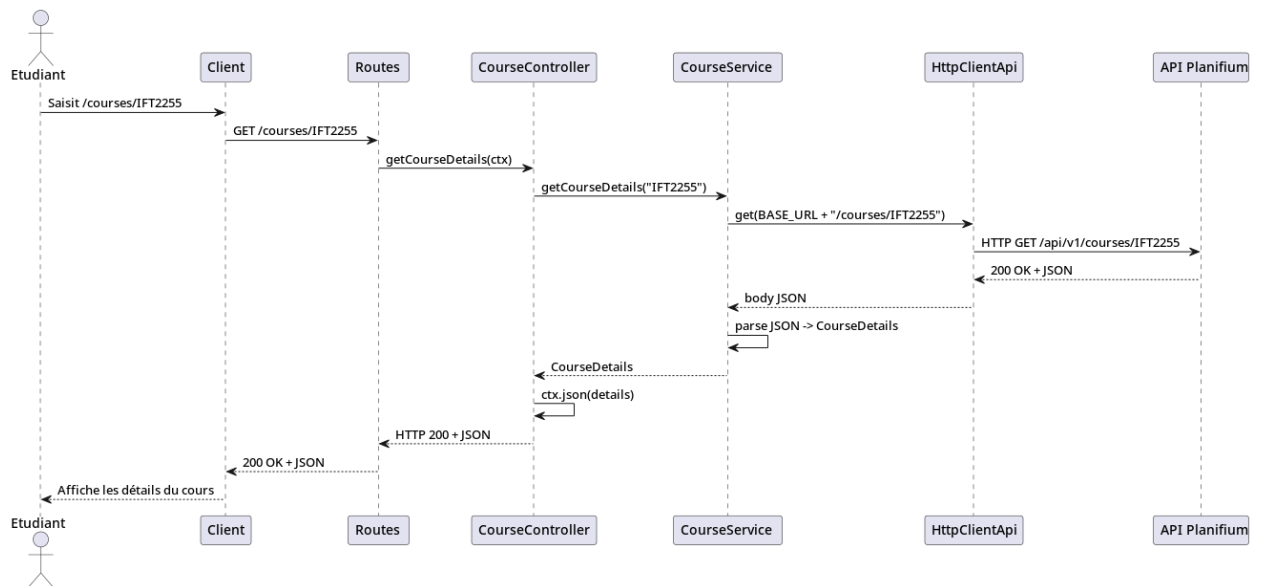 Etudiant
Client
Routes
CourseController
CourseService
HttpClientApi
API Planifium
Saisit /courses/IFT2255
GET /courses/IFT2255
getCourseDetails(ctx)
getCourseDetails("IFT2255")
get(BASE_URL + "/courses/IFT2255")
HTTP GET /api/v1/courses/IFT2255
200 OK + JSON
body JSON
parse JSON -> CourseDetails
CourseDetails
ctx.json(details)
HTTP 200 + JSON
200 OK + JSON
Affiche les détails du cours
Etudiant
Client
Routes
CourseController
CourseService
HttpClientApi
API Planifium